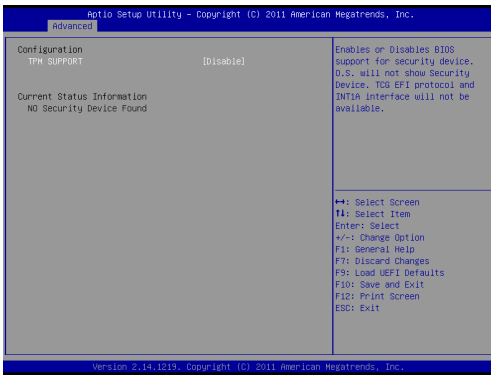 Aptio Setup Utility – Copyright (C) 2011 American Megatrends, Inc.
Advanced
Configuration
TPM SUPPORT [Disable]
Current Status Information
NO Security Device Found
Enables or Disables BIOS
support for security device.
O.S. will not show Security
Device. TCG EFI protocol and
INT1A interface will not be
available.
↔: Select Screen
↑↓: Select Item
Enter: Select
+/-: Change Option
F1: General Help
F7: Discard Changes
F9: Load UEFI Defaults
F10: Save and Exit
F12: Print Screen
ESC: Exit
Version 2.14.1219. Copyright (C) 2011 American Megatrends, Inc.